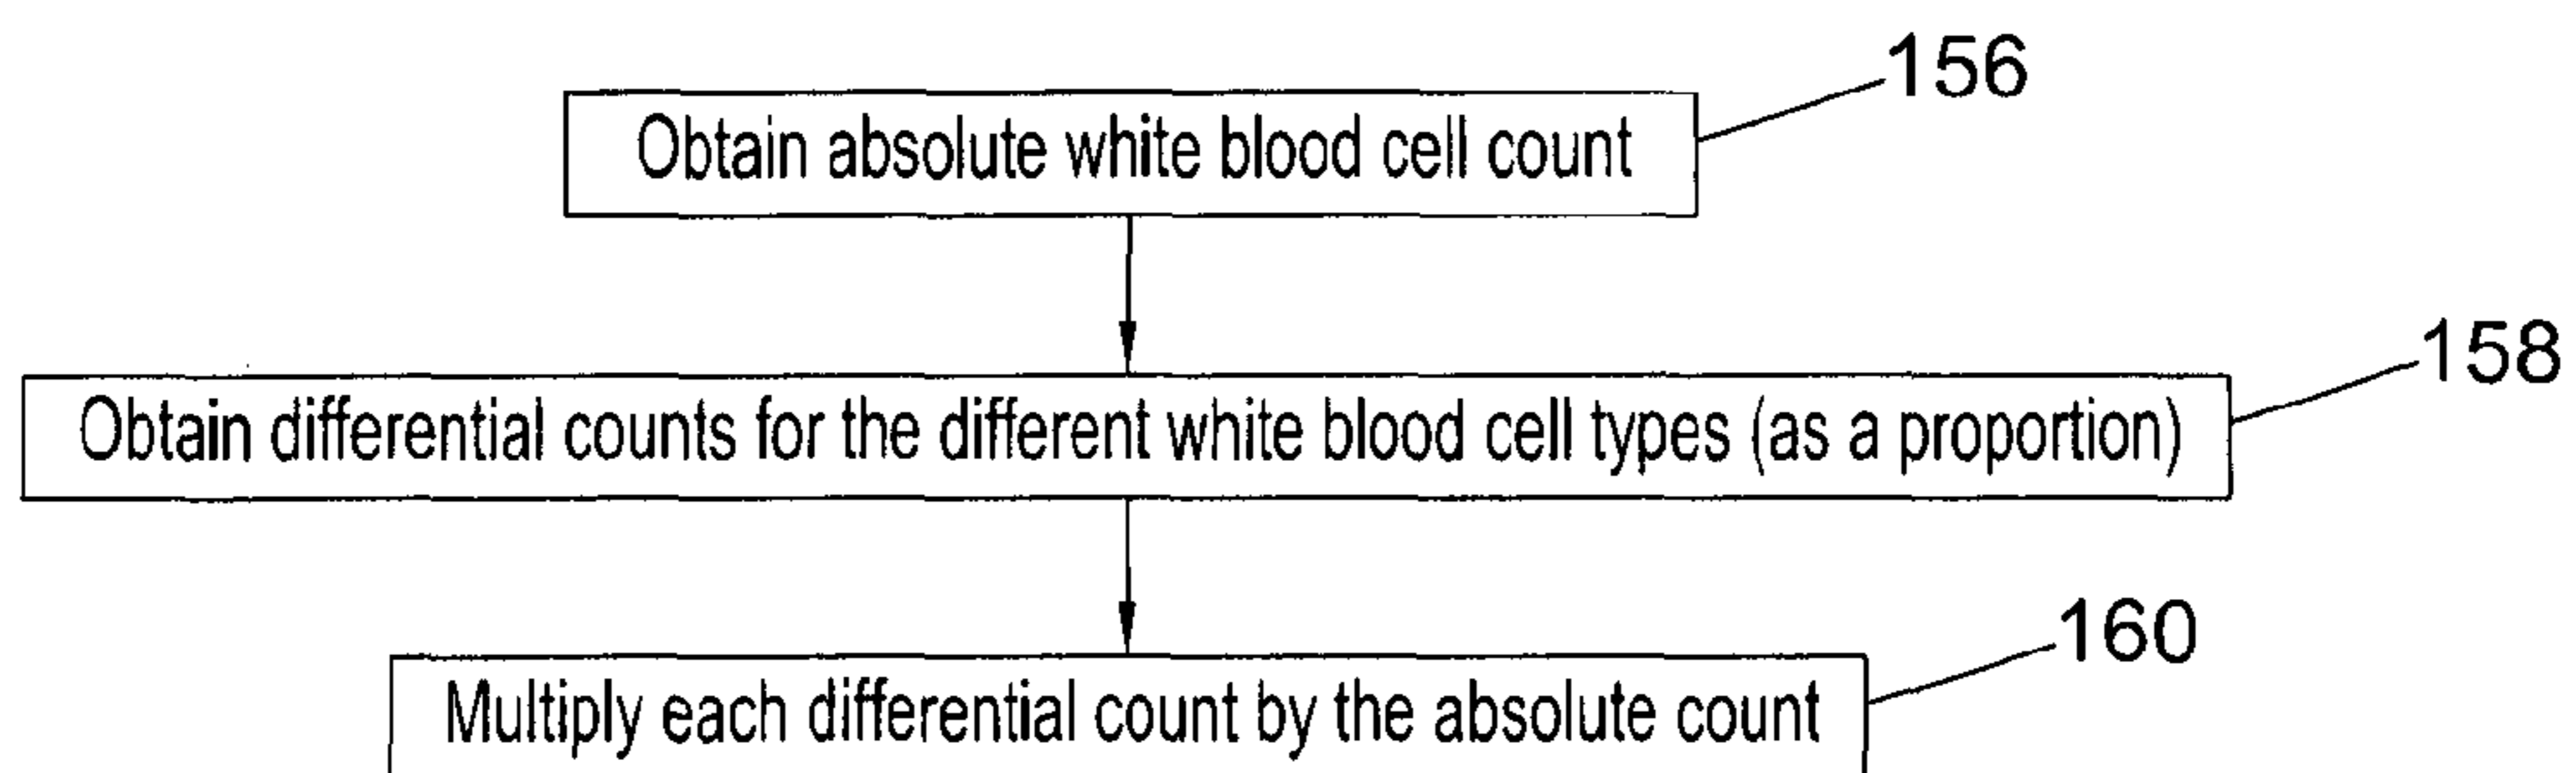 156
Obtain absolute white blood cell count
158
Obtain differential counts for the different white blood cell types (as a proportion)
160
Multiply each differential count by the absolute count